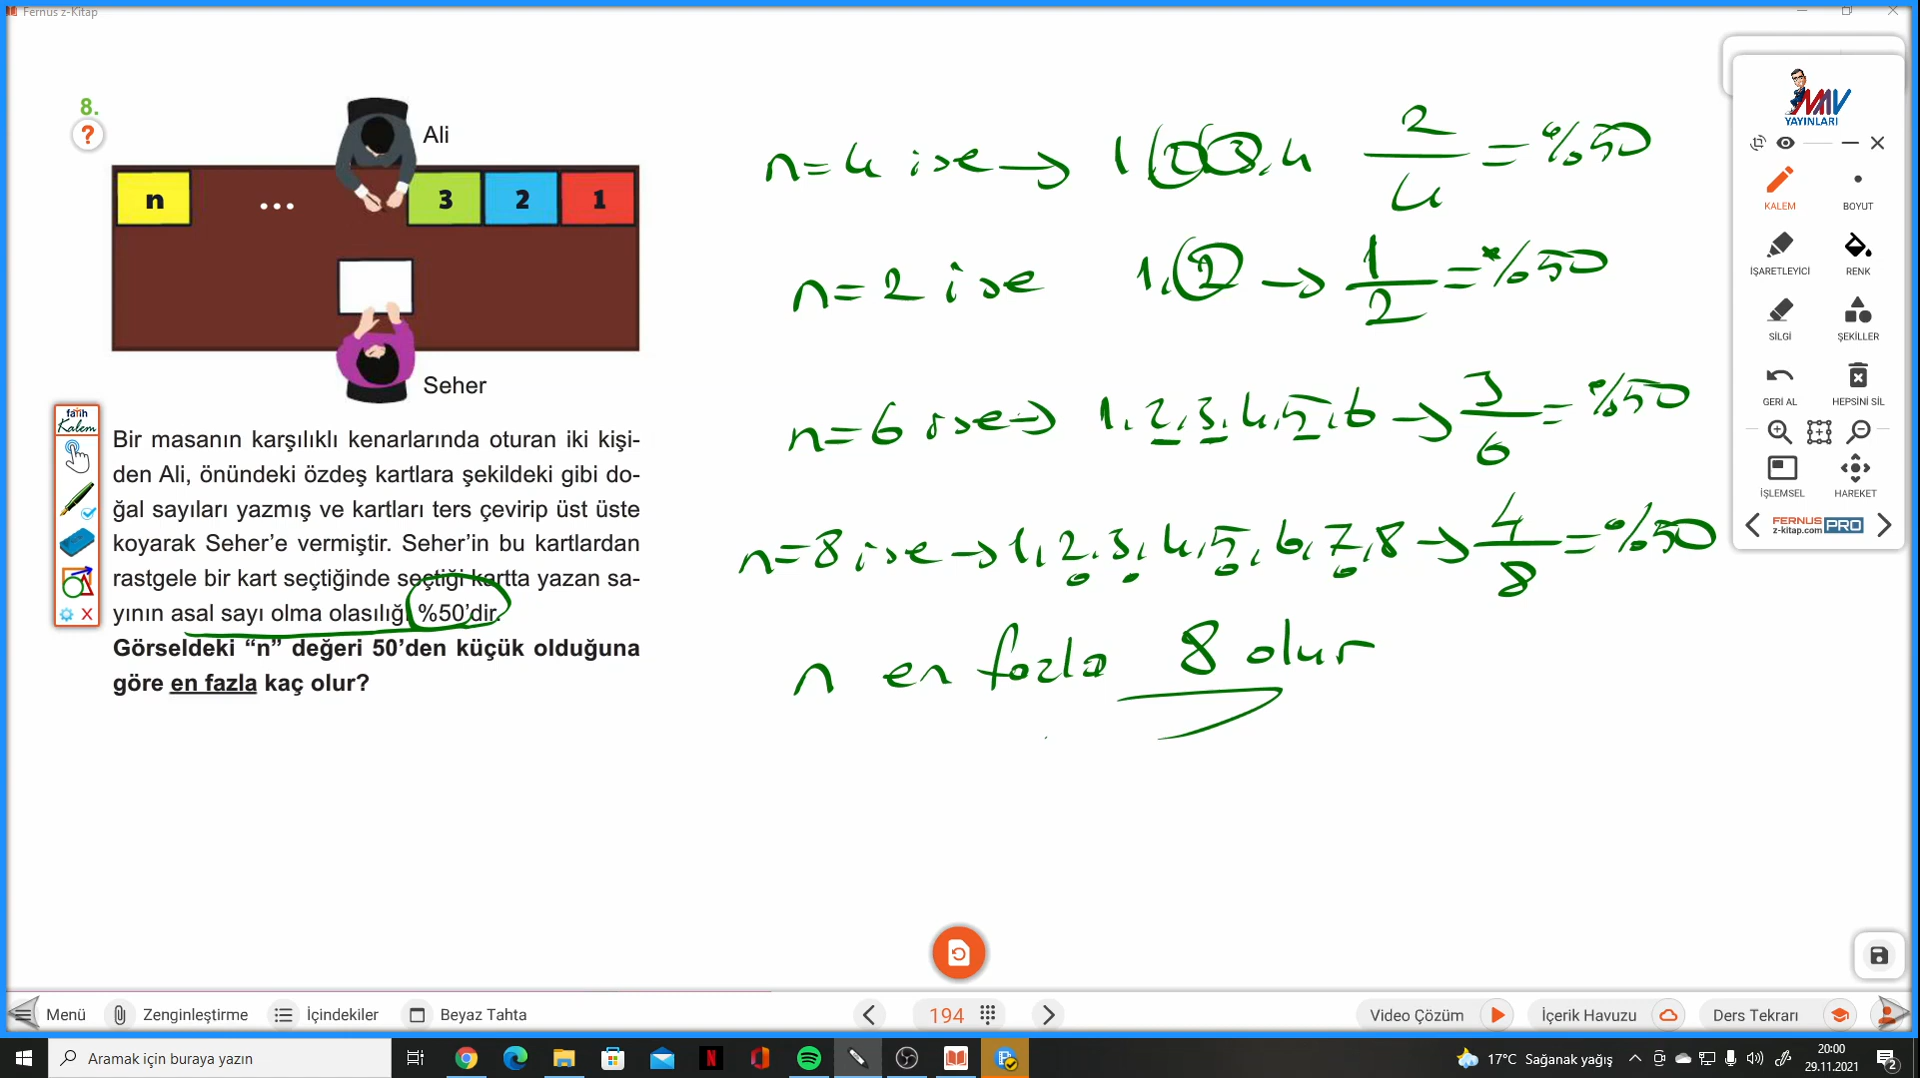 Fernus z-Kitap
8.
?
Ali
n
...
3
2
1
Seher
fatih
Kalem
Bir masanın karşılıklı kenarlarında oturan iki kişi-
den Ali, önündeki özdeş kartlara şekildeki gibi do-
ğal sayıları yazmış ve kartları ters çevirip üst üste
koyarak Seher’e vermiştir. Seher’in bu kartlardan
rastgele bir kart seçtiğinde seçtiği kartta yazan sa-
yının asal sayı olma olasılığı %50’dir.
Görseldeki “n” değeri 50’den küçük olduğuna
göre en fazla kaç olur?
n=4 ise → 1, 2, 3, 4 2/4 = %50
n=2 ise 1, 2 → 1/2 = %50
n=6 ise → 1, 2, 3, 4, 5, 6 → 3/6 = %50
n=8 ise → 1, 2, 3, 4, 5, 6, 7, 8 → 4/8 = %50
n en fazla 8 olur
MAV
YAYINLARI
KALEM
BOYUT
İŞARETLEYİCİ
RENK
SİLGİ
ŞEKİLLER
GERİ AL
HEPSİNİ SİL
İŞLEMSEL
HAREKET
FERNUS PRO
z-kitap.com
Menü
Zenginleştirme
İçindekiler
Beyaz Tahta
194
Video Çözüm
İçerik Havuzu
Ders Tekrarı
Aramak için buraya yazın
17°C Sağanak yağış
20:00
29.11.2021
2